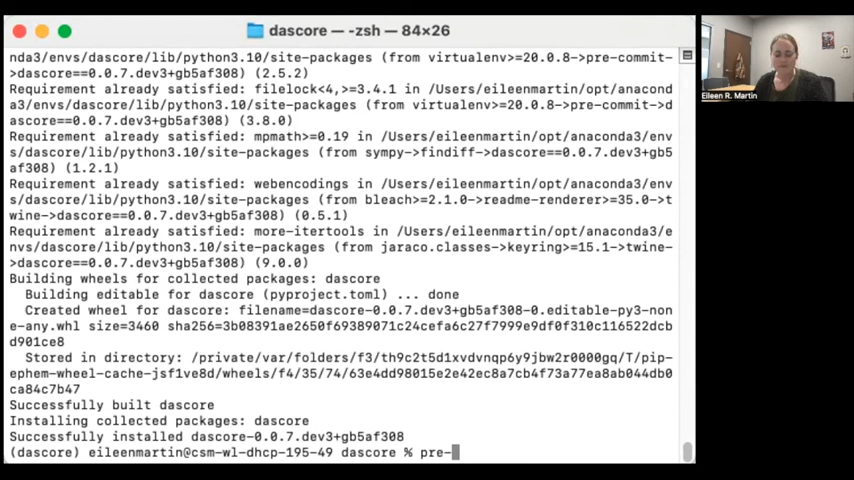 dascore — -zsh — 84×26
nda3/envs/dascore/lib/python3.10/site-packages (from virtualenv>=20.0.8->pre-commit-
>dascore==0.0.7.dev3+gb5af308) (2.5.2)
Requirement already satisfied: filelock<4,>=3.4.1 in /Users/eileenmartin/opt/anacond
a3/envs/dascore/lib/python3.10/site-packages (from virtualenv>=20.0.8->pre-commit->d
ascore==0.0.7.dev3+gb5af308) (3.8.0)
Requirement already satisfied: mpmath>=0.19 in /Users/eileenmartin/opt/anaconda3/env
s/dascore/lib/python3.10/site-packages (from sympy->findiff->dascore==0.0.7.dev3+gb5
af308) (1.2.1)
Requirement already satisfied: webencodings in /Users/eileenmartin/opt/anaconda3/env
s/dascore/lib/python3.10/site-packages (from bleach>=2.1.0->readme-renderer>=35.0->t
wine->dascore==0.0.7.dev3+gb5af308) (0.5.1)
Requirement already satisfied: more-itertools in /Users/eileenmartin/opt/anaconda3/e
nvs/dascore/lib/python3.10/site-packages (from jaraco.classes->keyring>=15.1->twine-
>dascore==0.0.7.dev3+gb5af308) (9.0.0)
Building wheels for collected packages: dascore
Building editable for dascore (pyproject.toml) ... done
Created wheel for dascore: filename=dascore-0.0.7.dev3+gb5af308-0.editable-py3-non
e-any.whl size=3460 sha256=3b08391ae2650f69389071c24cefa6c27f7999e9df0f310c116522dcb
d901ce8
Stored in directory: /private/var/folders/f3/th9c2t5d1xvdvnqp6y9jbw2r0000gq/T/pip-
ephem-wheel-cache-jsf1ve8d/wheels/f4/35/74/63e4dd98015e2e42ec8a7cb4f73a77ea8ab044db0
ca84c7b47
Successfully built dascore
Installing collected packages: dascore
Successfully installed dascore-0.0.7.dev3+gb5af308
(dascore) eileenmartin@csm-wl-dhcp-195-49 dascore % pre-
Eileen R. Martin